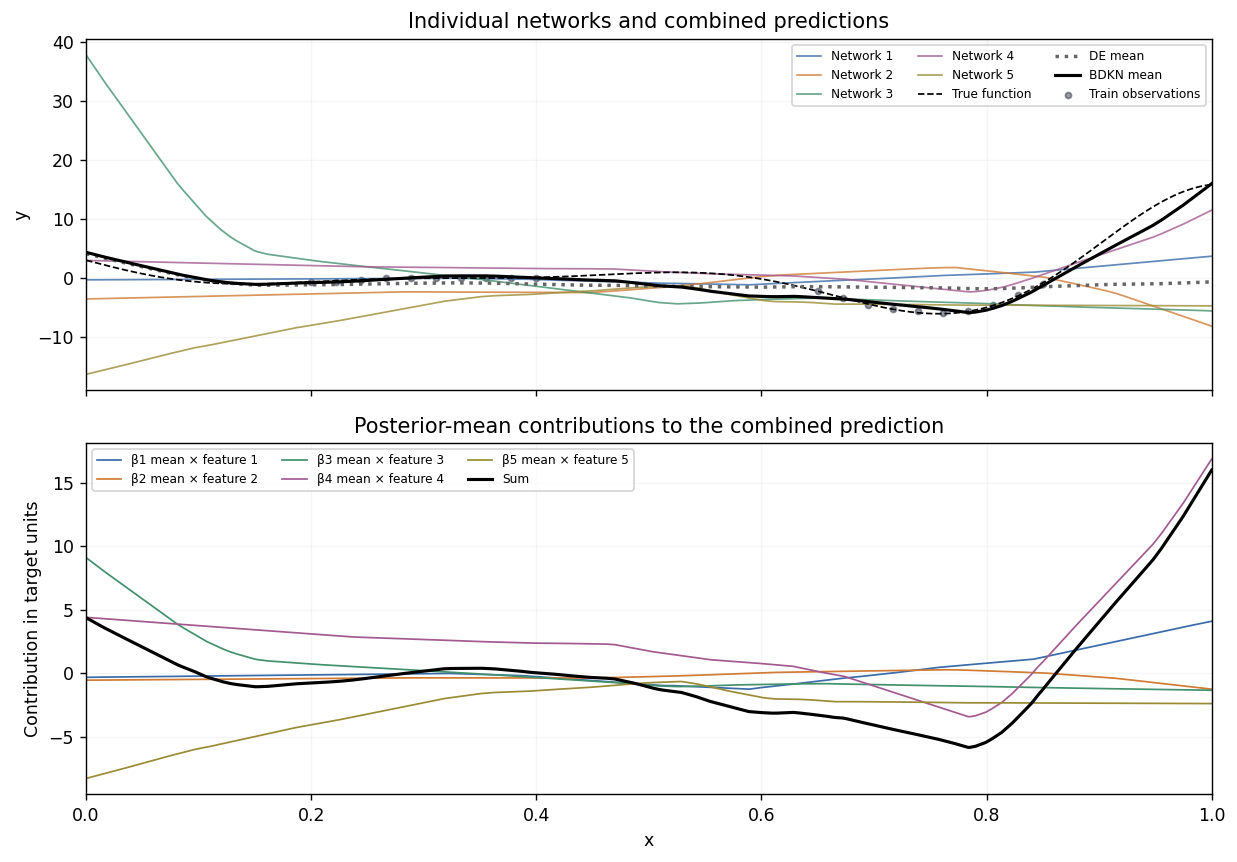 Individual networks and combined predictions
40
30
20
10
0
−10
y
Network 1 Network 4 DE mean
Network 2 Network 5 BDKN mean
Network 3 True function Train observations
Posterior-mean contributions to the combined prediction
β1 mean × feature 1 β3 mean × feature 3 β5 mean × feature 5
β2 mean × feature 2 β4 mean × feature 4 Sum
15
10
5
0
−5
Contribution in target units
0.0 0.2 0.4 0.6 0.8 1.0
x